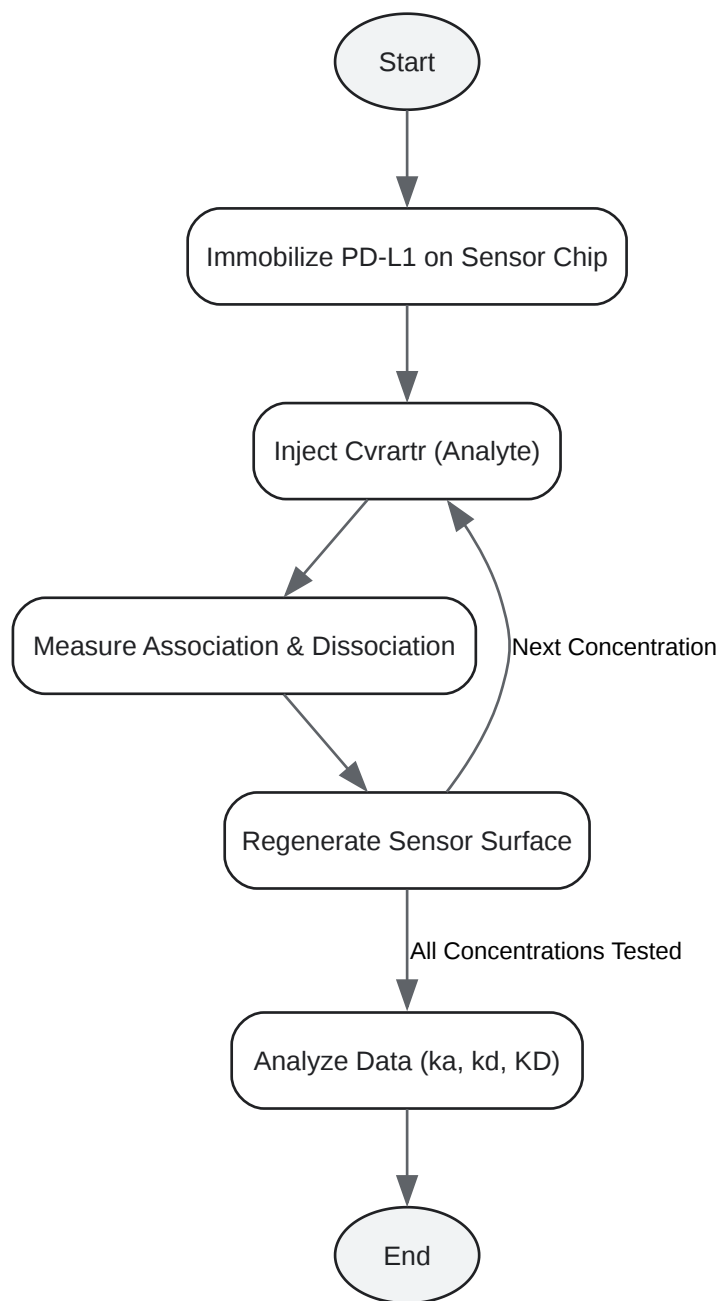 Start
Immobilize PD-L1 on Sensor Chip
Inject Cvrartr (Analyte)
Measure Association & Dissociation
Next Concentration
Regenerate Sensor Surface
All Concentrations Tested
Analyze Data (ka, kd, KD)
End